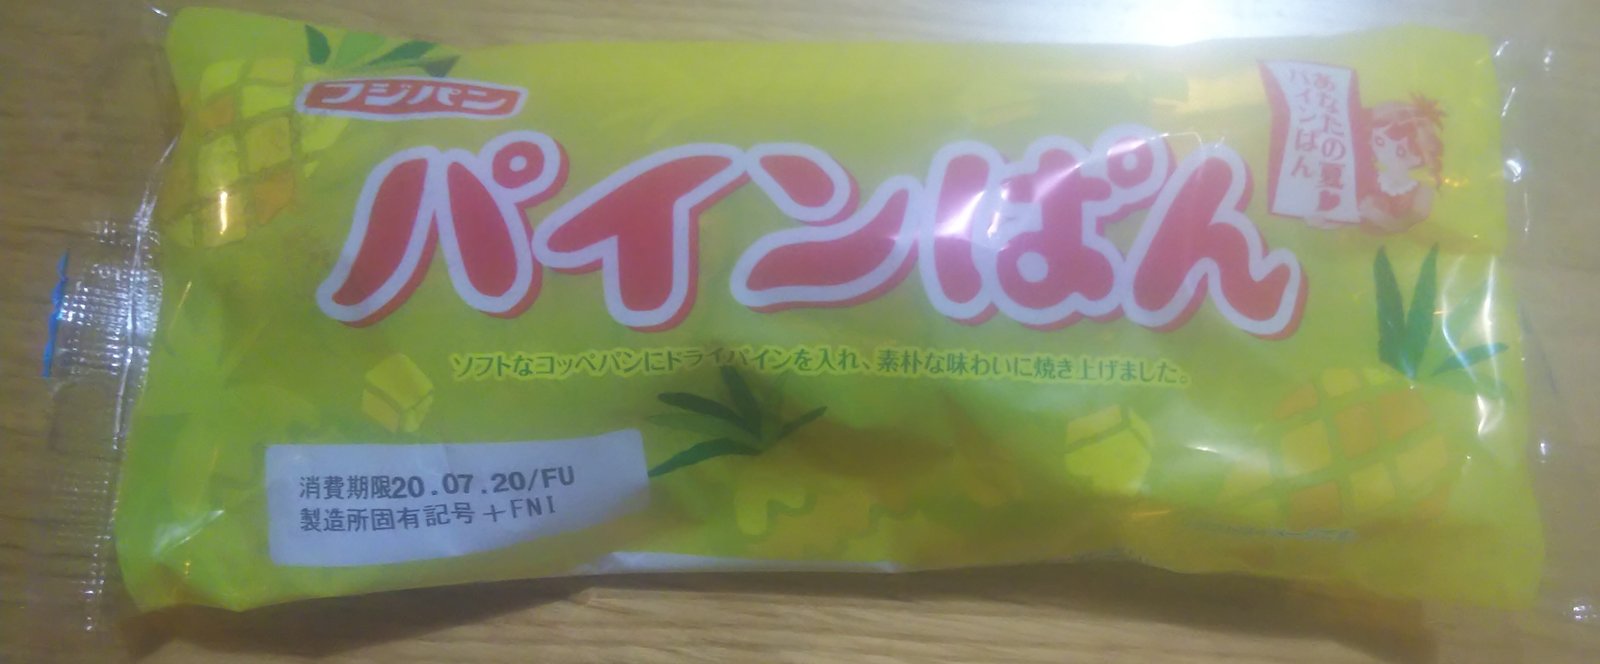 フジパン
あなたの夏♥
パインぱん
パインぱん
ソフトなコッペパンにドライパインを入れ、素朴な味わいに焼き上げました。
消費期限20.07.20/FU
製造所固有記号+FNI